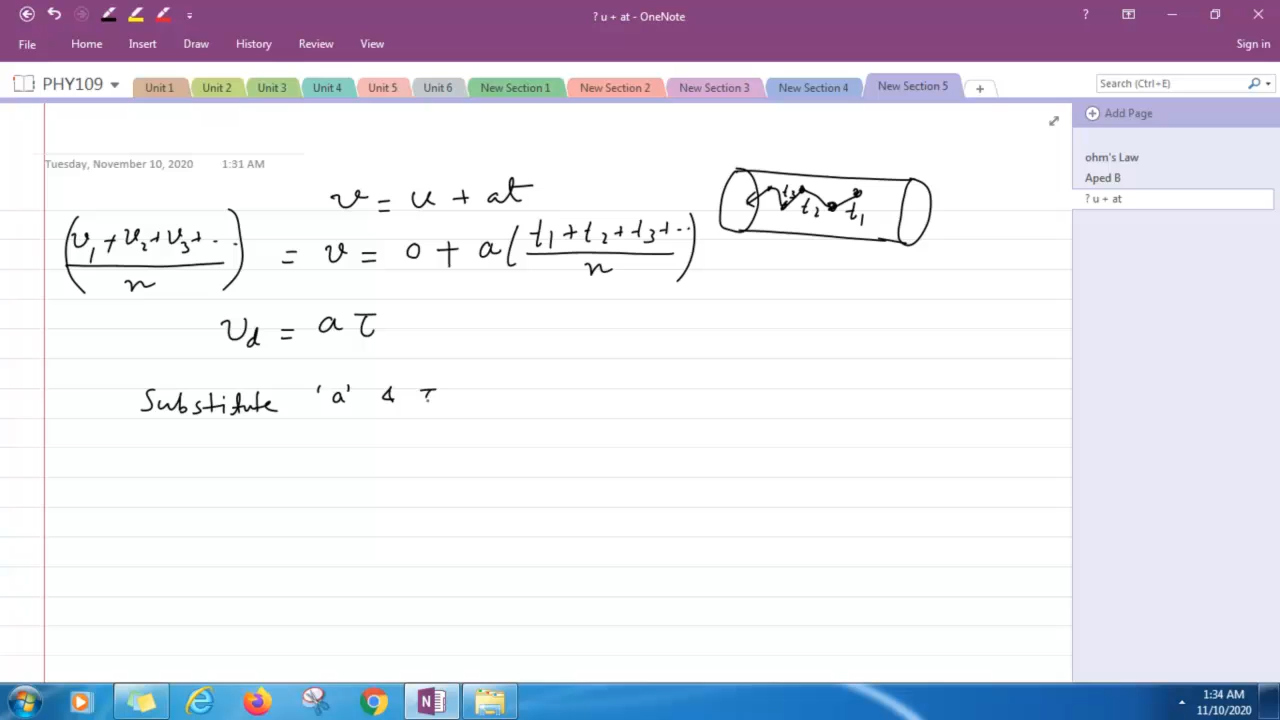 ? u + at - OneNote
?
File Home Insert Draw History Review View
Sign in
PHY109
Unit 1 Unit 2 Unit 3 Unit 4 Unit 5 Unit 6 New Section 1 New Section 2 New Section 3 New Section 4 New Section 5 +
Search (Ctrl+E)
Add Page
ohm's Law
Aped B
? u + at
Tuesday, November 10, 2020 1:31 AM
v = u + at
t3 t2 t1
(v1 + v2 + v3 + .. / n) = v = 0 + a (t1 + t2 + t3 + .. / n)
vd = a τ
Substitute 'a' & τ
1:34 AM
11/10/2020